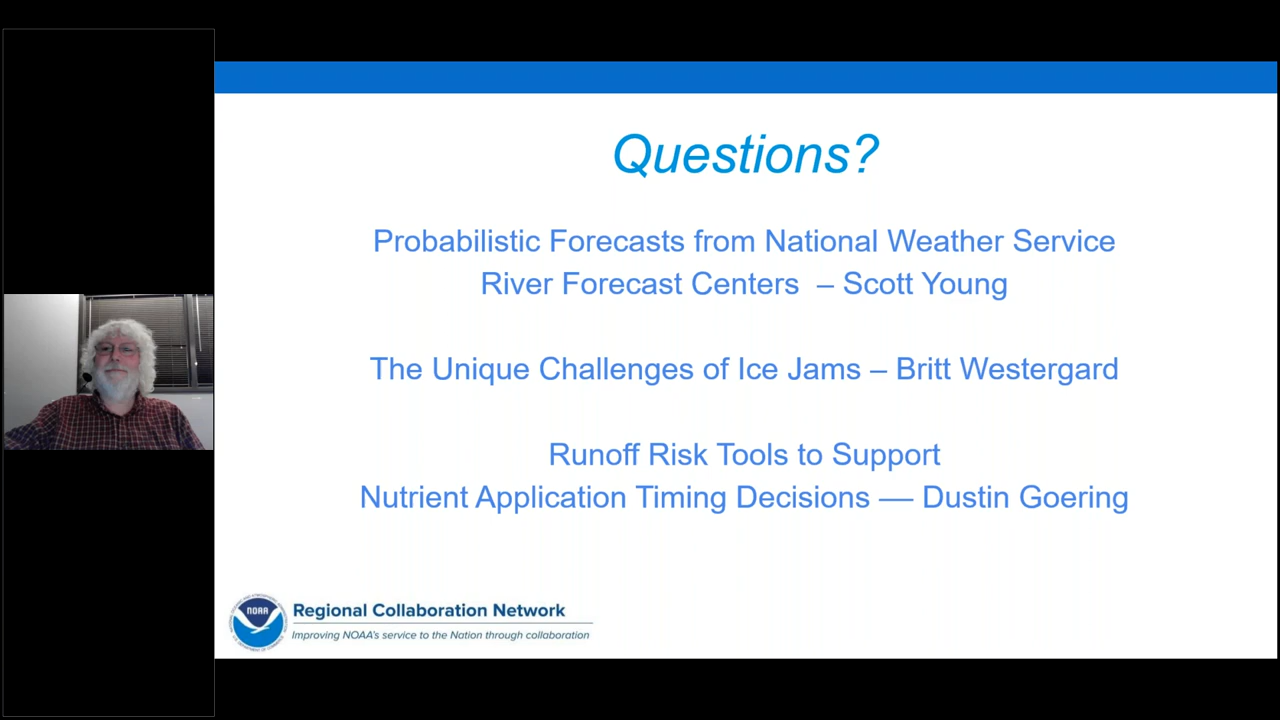 Questions?
Probabilistic Forecasts from National Weather Service
River Forecast Centers – Scott Young
The Unique Challenges of Ice Jams – Britt Westergard
Runoff Risk Tools to Support
Nutrient Application Timing Decisions –– Dustin Goering
NOAA
Regional Collaboration Network
Improving NOAA's service to the Nation through collaboration